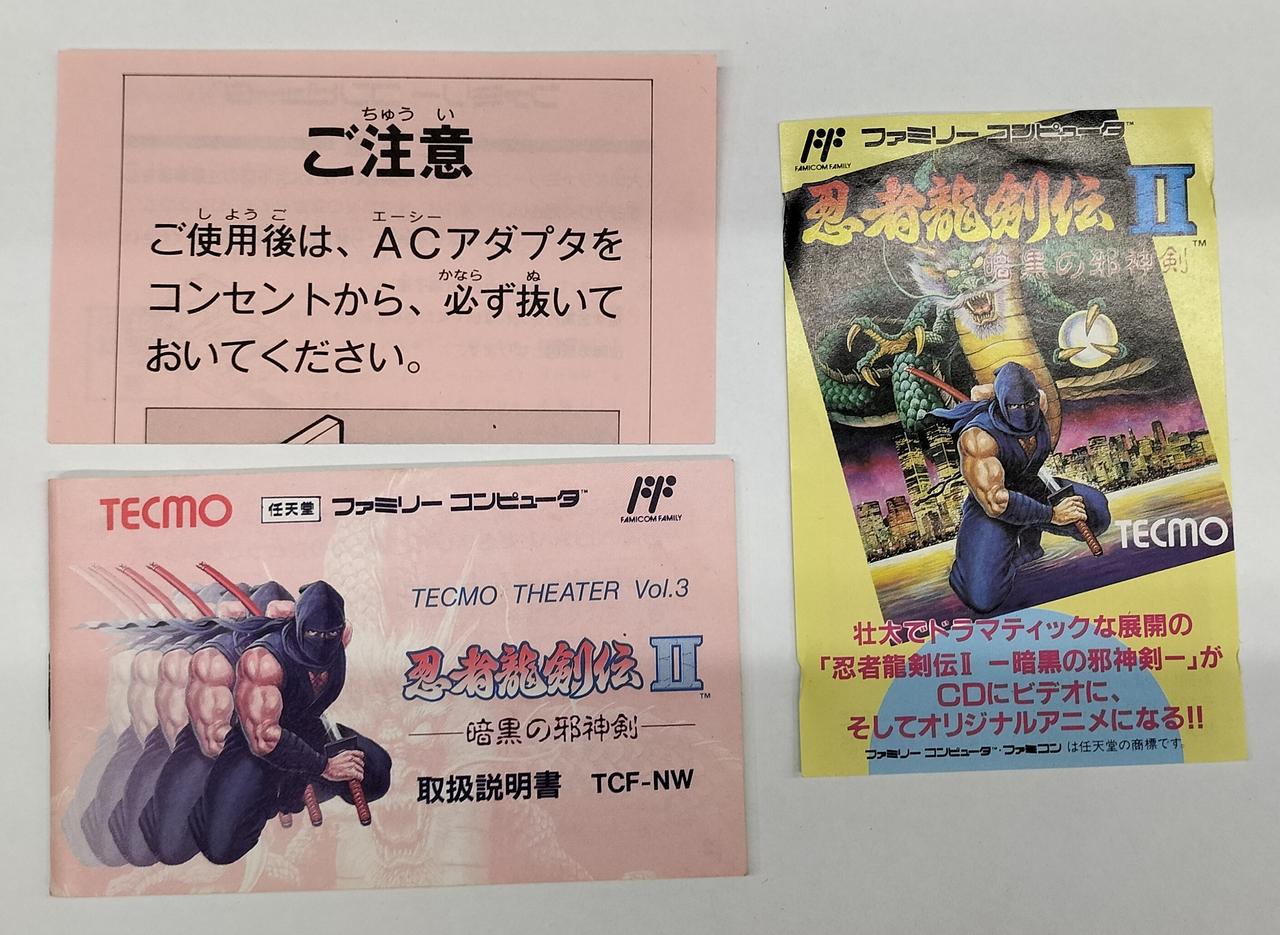 ちゅう い
ご注意
し よう ご エーシー
ご使用後は、ACアダプタを
かなら ぬ
コンセントから、必ず抜いて
おいてください。
TECMO 任天堂 ファミリー コンピュータ™ FF
FAMICOM FAMILY
TECMO THEATER Vol.3
忍者龍剣伝 II ™
―暗黒の邪神剣―
取扱説明書 TCF-NW
FF ファミリー コンピュータ™
FAMICOM FAMILY
忍者龍剣伝 II ™
暗黒の邪神剣
TECMO
壮大でドラマティックな展開の
「忍者龍剣伝II ー暗黒の邪神剣ー」が
CDにビデオに、
そしてオリジナルアニメになる!!
ファミリー コンピュータ™・ファミコン は任天堂の商標です。